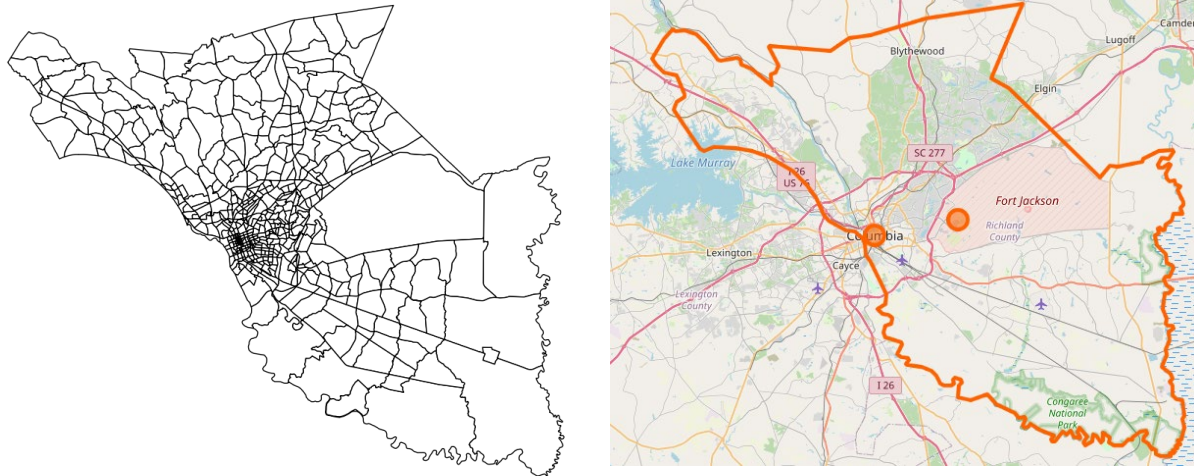 Camden
Lugoff
Blythewood
Elgin
SC 277
Lake Murray
I 26
US 76
Fort Jackson
Richland
County
Columbia
Lexington
Cayce
Lexington
County
I 26
Congaree
National
Park